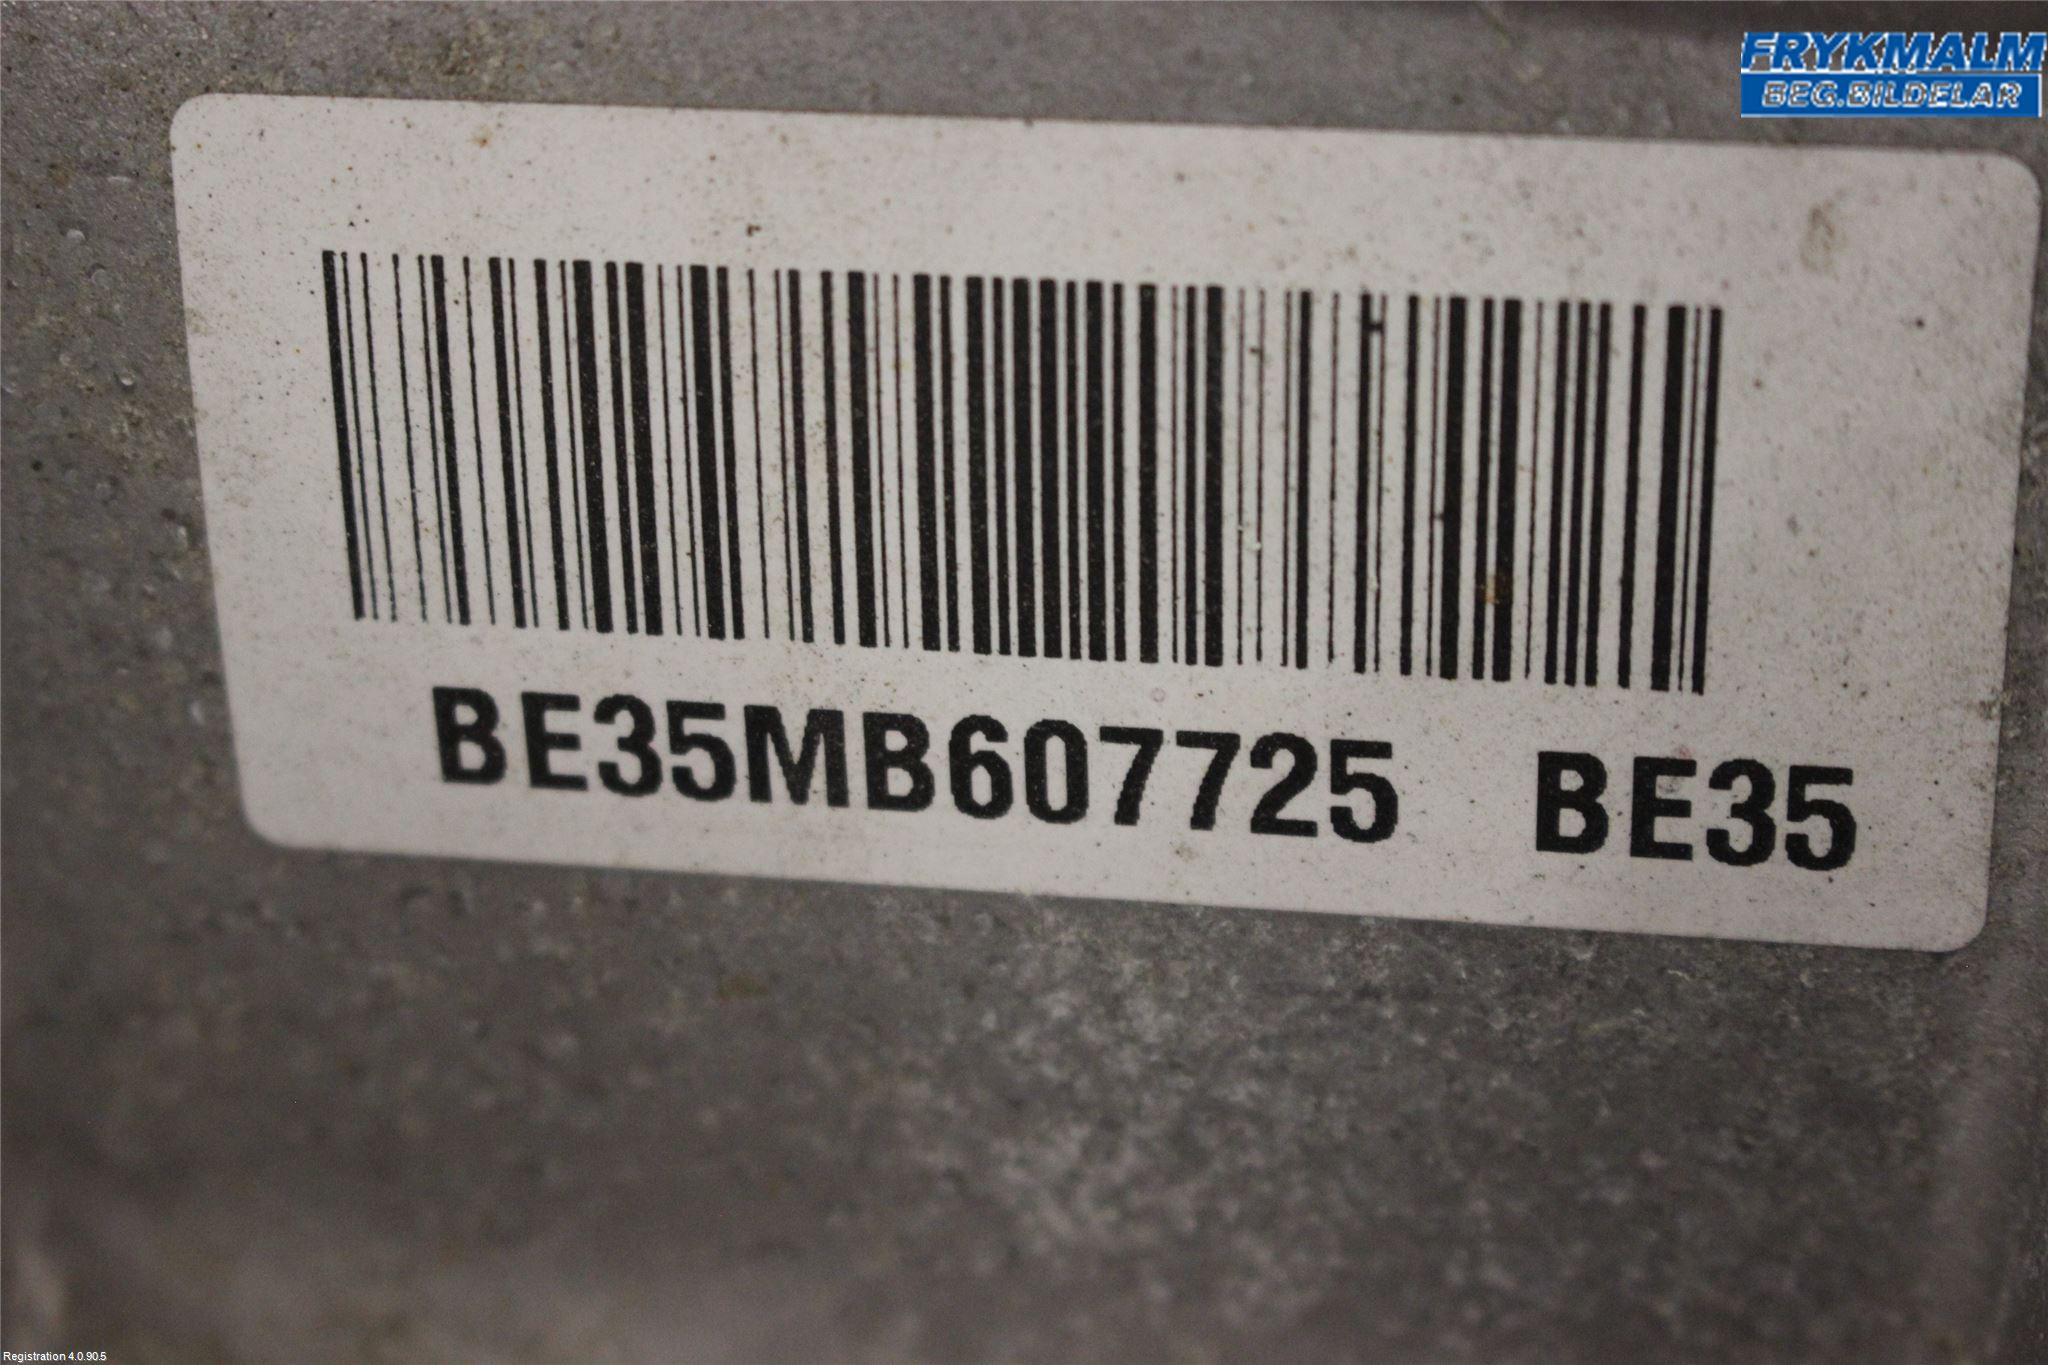 FRYKMALM
BEG.BILDELAR
BE35MB607725 BE35
Registration 4.0.90.5